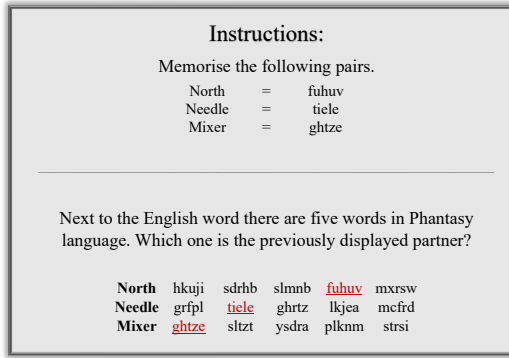 Instructions:
Memorise the following pairs.
North = fuhuv
Needle = tiele
Mixer = ghtze
Next to the English word there are five words in Phantasy
language. Which one is the previously displayed partner?
North hkuji sdrhb slmnb fuhuv mxrsw
Needle grfpl tiele ghrtz lkjea mcfrd
Mixer ghtze sltzt ysdra plknm strsi